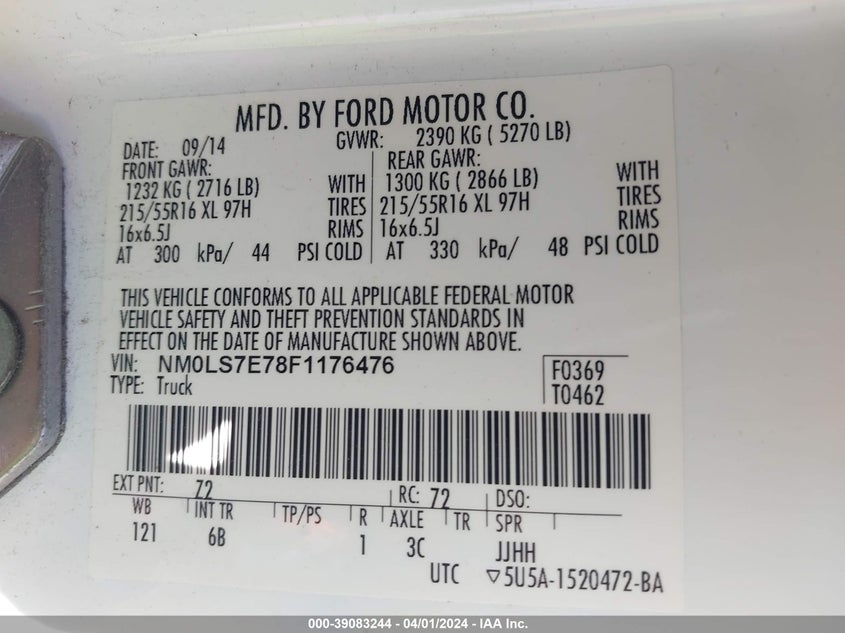 MFD. BY FORD MOTOR CO.
DATE: 09/14 GVWR: 2390 KG ( 5270 LB)
FRONT GAWR: REAR GAWR:
1232 KG ( 2716 LB) WITH 1300 KG ( 2866 LB) WITH
215/55R16 XL 97H TIRES 215/55R16 XL 97H TIRES
16x6.5J RIMS 16x6.5J RIMS
AT 300 kPa/ 44 PSI COLD AT 330 kPa/ 48 PSI COLD
THIS VEHICLE CONFORMS TO ALL APPLICABLE FEDERAL MOTOR
VEHICLE SAFETY AND THEFT PREVENTION STANDARDS IN
EFFECT ON THE DATE OF MANUFACTURE SHOWN ABOVE.
VIN: NM0LS7E78F1176476 F0369
TYPE: Truck T0462
EXT PNT: 72 RC: 72 DSO:
WB INT TR TP/PS R AXLE TR SPR
121 6B 1 3C JJHH
UTC ▽5U5A-1520472-BA
000-39083244 - 04/01/2024 - IAA Inc.